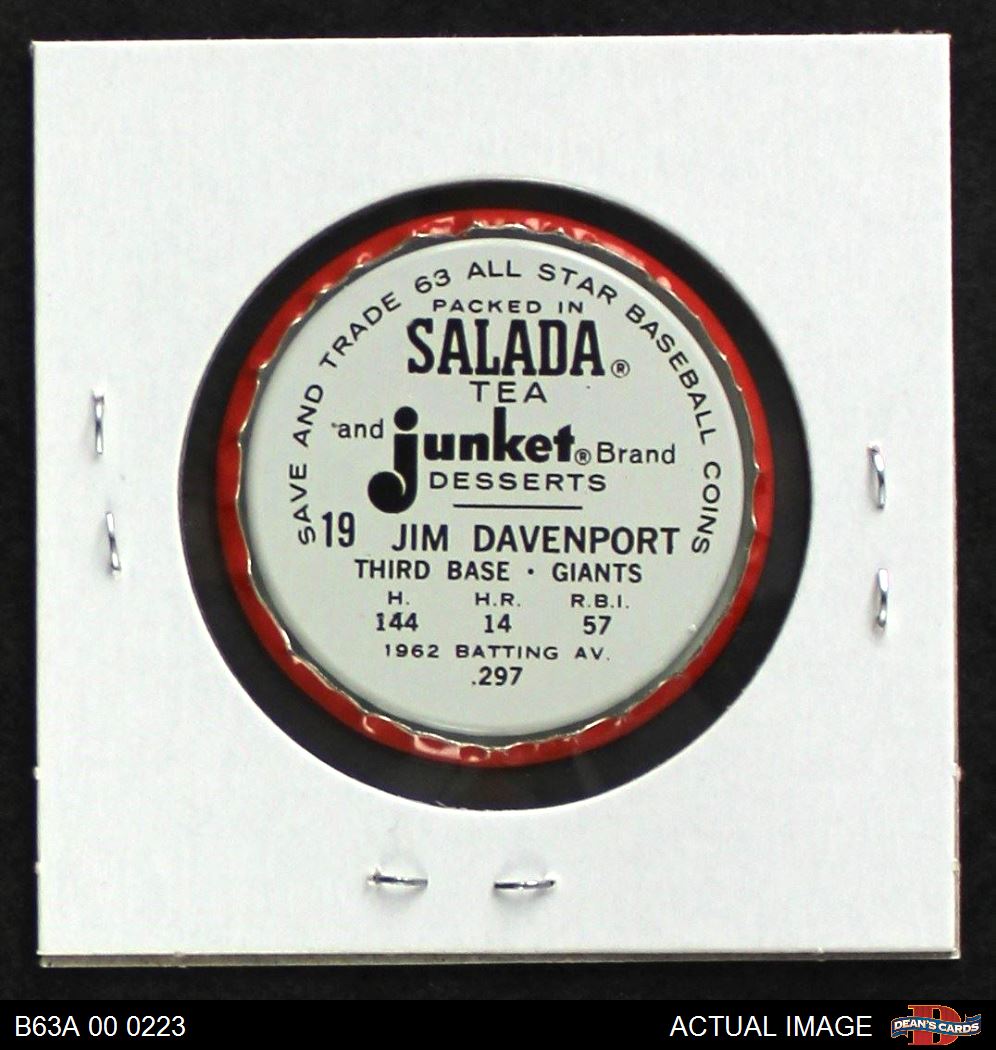 SAVE AND TRADE 63 ALL STAR BASEBALL COINS
PACKED IN
SALADA®
TEA
and junket® Brand
DESSERTS
19 JIM DAVENPORT
THIRD BASE · GIANTS
H. H.R. R.B.I.
144 14 57
1962 BATTING AV.
.297
B63A 00 0223
ACTUAL IMAGE
DEAN'S CARDS